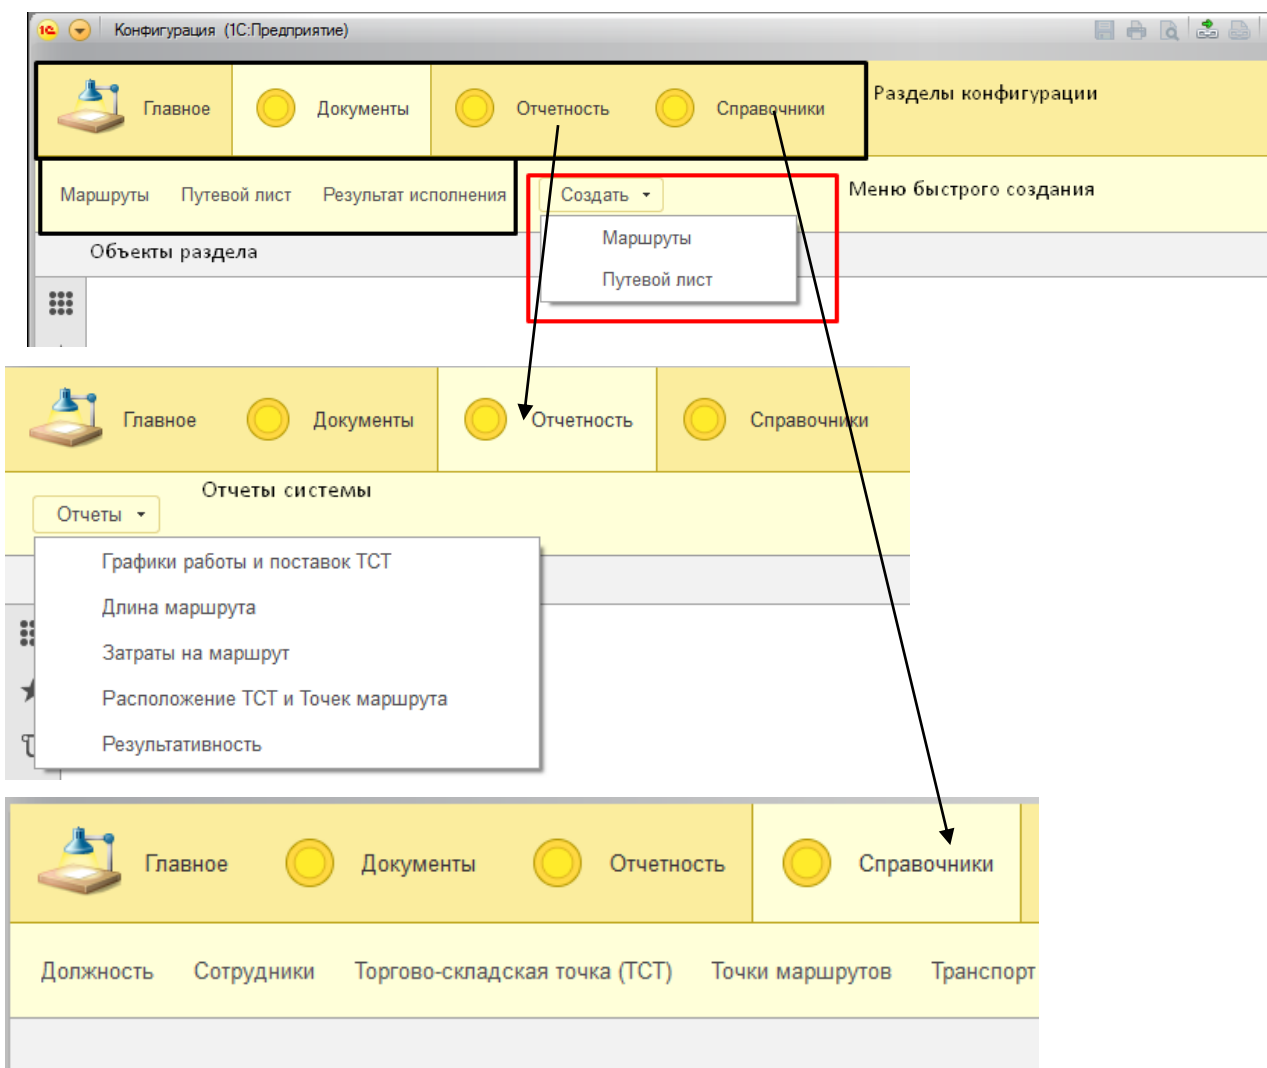 1С Конфигурация (1С:Предприятие)
Главное Документы Отчетность Справочники Разделы конфигурации
Маршруты Путевой лист Результат исполнения Создать Меню быстрого создания
Объекты раздела
Маршруты
Путевой лист
Главное Документы Отчетность Справочники
Отчеты системы
Отчеты
Графики работы и поставок ТСТ
Длина маршрута
Затраты на маршрут
Расположение ТСТ и Точек маршрута
Результативность
Главное Документы Отчетность Справочники
Должность Сотрудники Торгово-складская точка (ТСТ) Точки маршрутов Транспорт